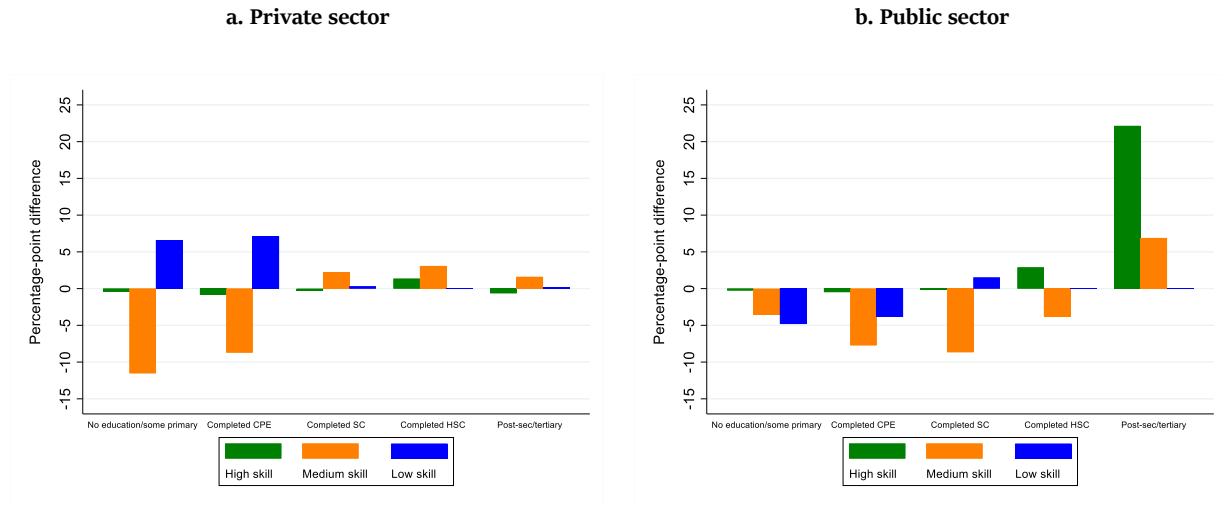 a. Private sector
Percentage-point difference
25
20
15
10
5
0
-5
-10
-15
No education/some primary Completed CPE Completed SC Completed HSC Post-sec/tertiary
High skill Medium skill Low skill
b. Public sector
Percentage-point difference
25
20
15
10
5
0
-5
-10
-15
No education/some primary Completed CPE Completed SC Completed HSC Post-sec/tertiary
High skill Medium skill Low skill